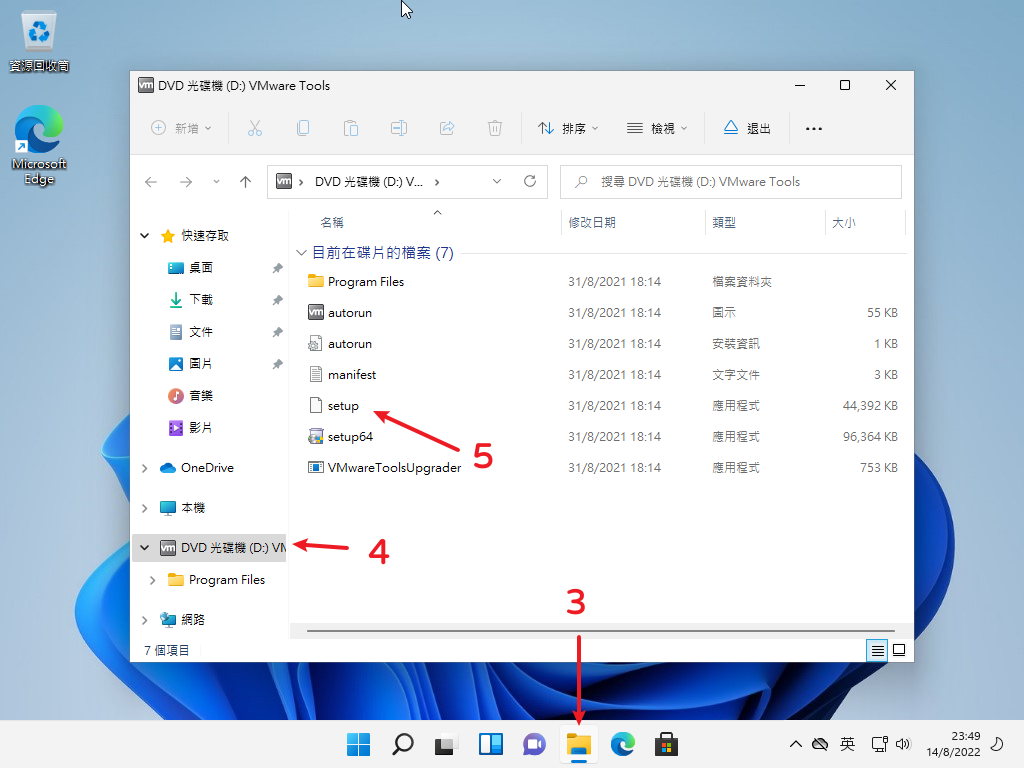 資源回收筒
Microsoft
Edge
vm DVD 光碟機 (D:) VMware Tools
新增
排序
檢視
退出
vm DVD 光碟機 (D:) V...
搜尋 DVD 光碟機 (D:) VMware Tools
名稱 修改日期 類型 大小
目前在碟片的檔案 (7)
Program Files 31/8/2021 18:14 檔案資料夾
vm autorun 31/8/2021 18:14 圖示 55 KB
autorun 31/8/2021 18:14 安裝資訊 1 KB
manifest 31/8/2021 18:14 文字文件 3 KB
setup 31/8/2021 18:14 應用程式 44,392 KB
setup64 31/8/2021 18:14 應用程式 96,364 KB
VMwareToolsUpgrader 31/8/2021 18:14 應用程式 753 KB
快速存取
桌面
下載
文件
圖片
音樂
影片
OneDrive
本機
vm DVD 光碟機 (D:) VM
Program Files
網路
7 個項目
5
4
3
英
23:49
14/8/2022